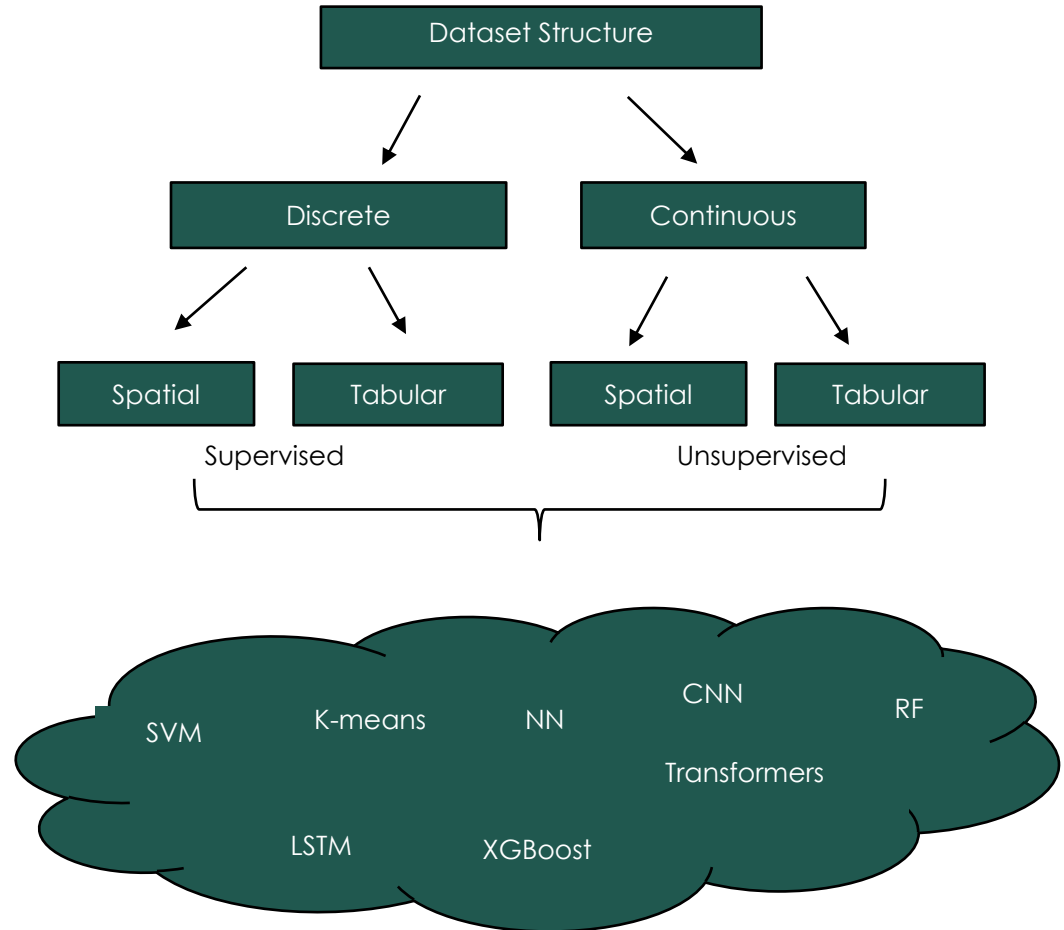 Dataset Structure
Discrete
Continuous
Spatial
Tabular
Spatial
Tabular
Supervised
Unsupervised
SVM
K-means
NN
CNN
RF
Transformers
LSTM
XGBoost